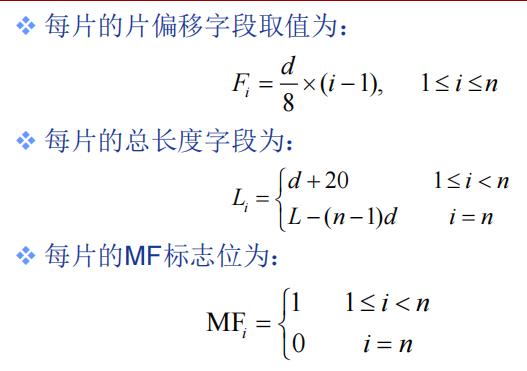 ❖ 每片的片偏移字段取值为：
F_i = d/8 × (i − 1), 1 ≤ i ≤ n
❖ 每片的总长度字段为：
L_i = { d + 20 1 ≤ i < n
L − (n − 1)d i = n
❖ 每片的MF标志位为：
MF_i = { 1 1 ≤ i < n
0 i = n